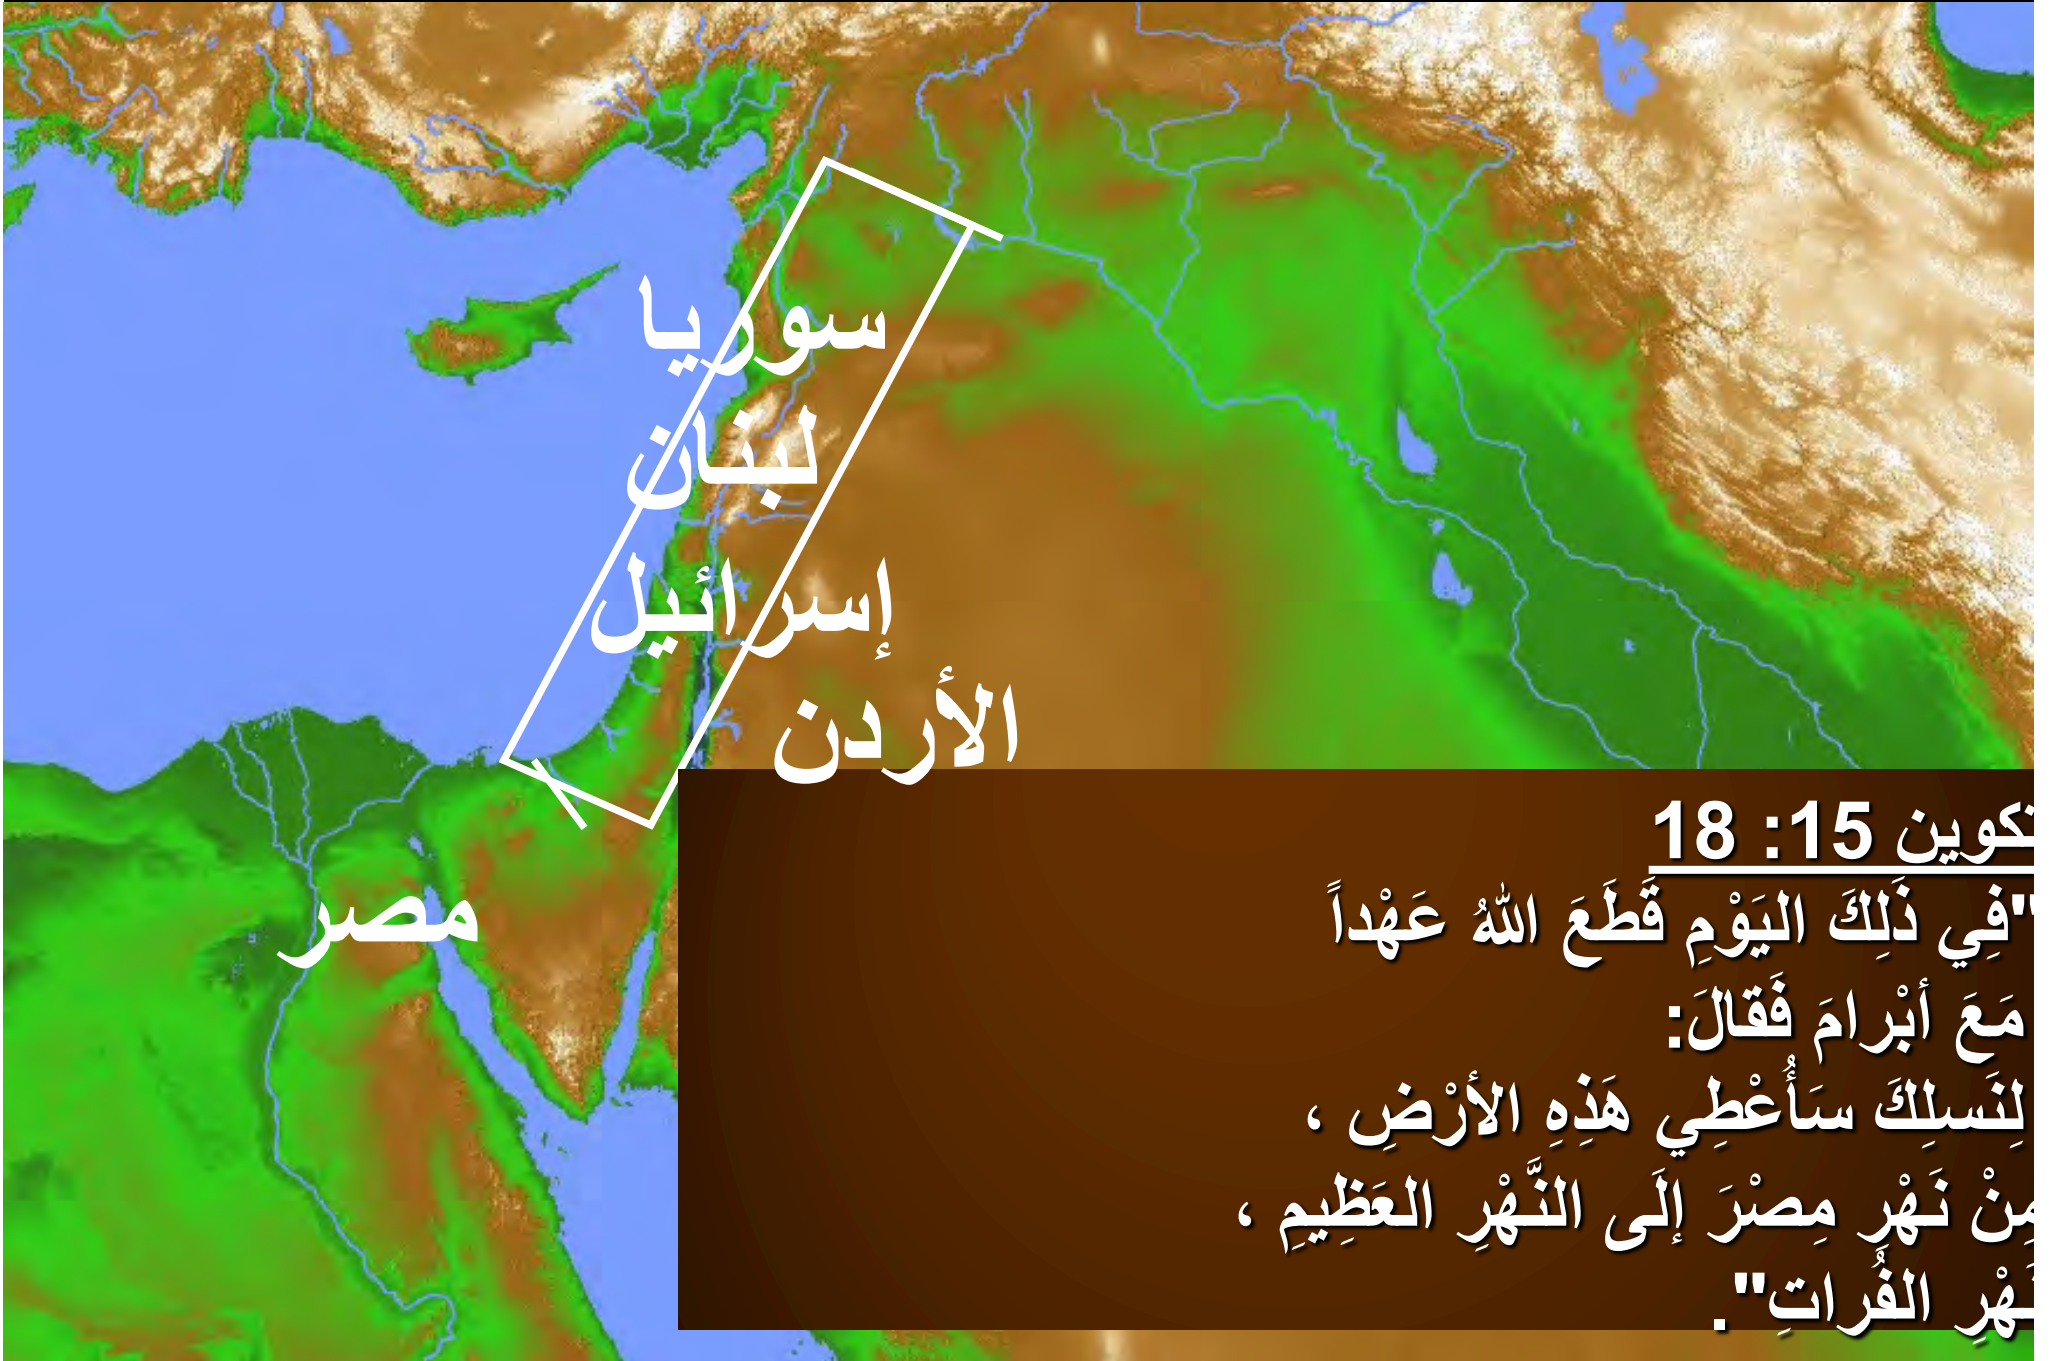 سوريا
لبنان
إسرائيل
الأردن
مصر
تكوين 15: 18
"فِي ذَلِكَ اليَوْمِ قَطَعَ اللهُ عَهْداً
مَعَ أبْرامَ فَقالَ:
لِنَسلِكَ سَأُعْطِي هَذِهِ الأرْضِ ،
مِنْ نَهْرِ مِصْرَ إلَى النَّهْرِ العَظِيمِ ،
نَهْرِ الفُراتِ".